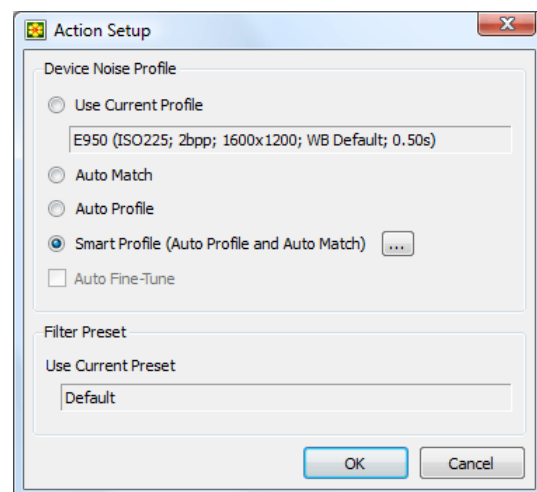 Action Setup
Device Noise Profile
Use Current Profile
E950 (ISO225; 2bpp; 1600x1200; WB Default; 0.50s)
Auto Match
Auto Profile
Smart Profile (Auto Profile and Auto Match) ...
Auto Fine-Tune
Filter Preset
Use Current Preset
Default
OK Cancel